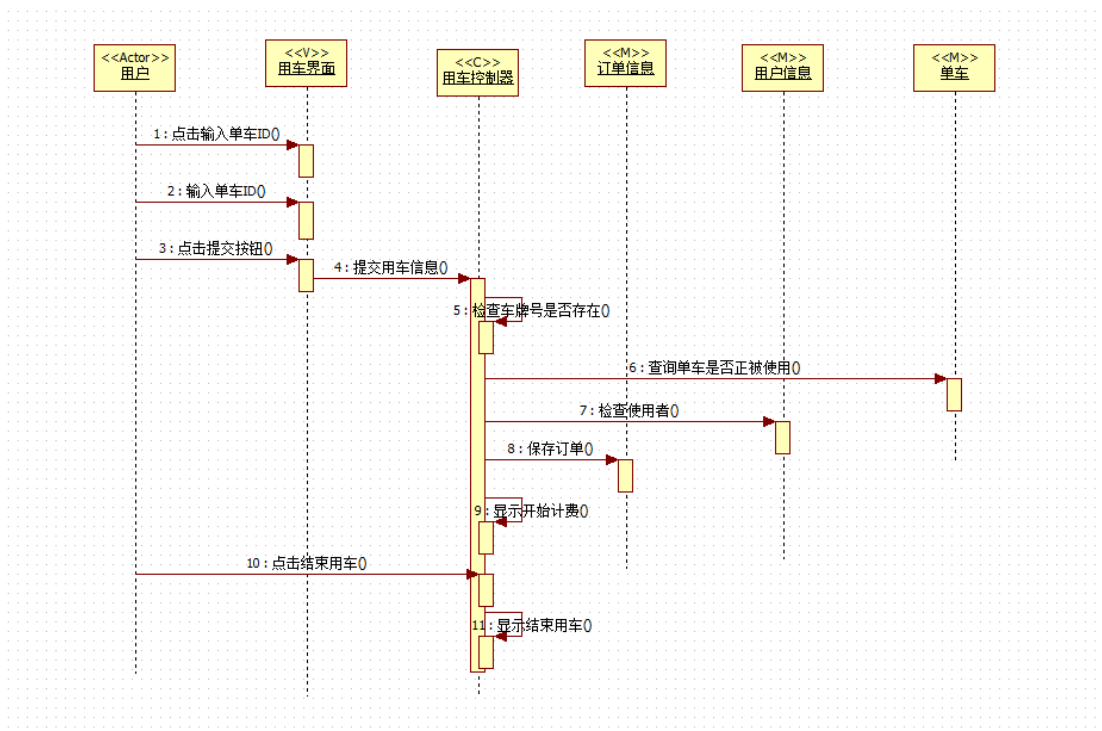 <<Actor>>
用户
<<V>>
用车界面
<<C>>
用车控制器
<<M>>
订单信息
<<M>>
用户信息
<<M>>
单车
1 : 点击输入单车ID()
2 : 输入单车ID()
3 : 点击提交按钮()
4 : 提交用车信息()
5 : 检查车牌号是否存在()
6 : 查询单车是否正被使用()
7 : 检查使用者()
8 : 保存订单()
9 : 显示开始计费()
10 : 点击结束用车()
11 : 显示结束用车()